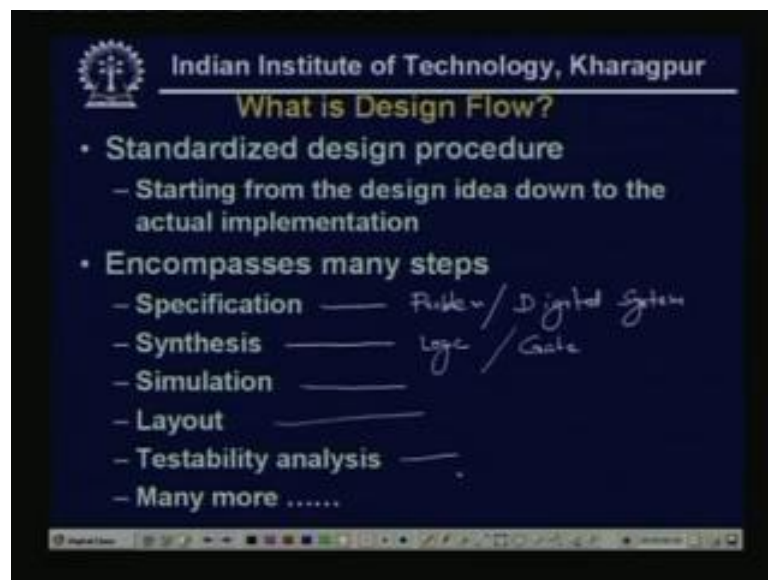 Indian Institute of Technology, Kharagpur
What is Design Flow?
• Standardized design procedure
– Starting from the design idea down to the
actual implementation
• Encompasses many steps
– Specification —— Problem / Digital System
– Synthesis —— Logic / Gate
– Simulation ——
– Layout ——
– Testability analysis ——
– Many more ......